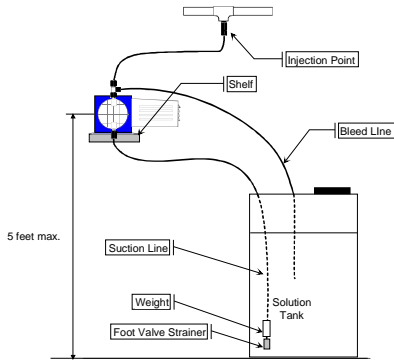 Injection Point
Shelf
Bleed LIne
5 feet max.
Suction Line
Weight
Solution
Tank
Foot Valve Strainer